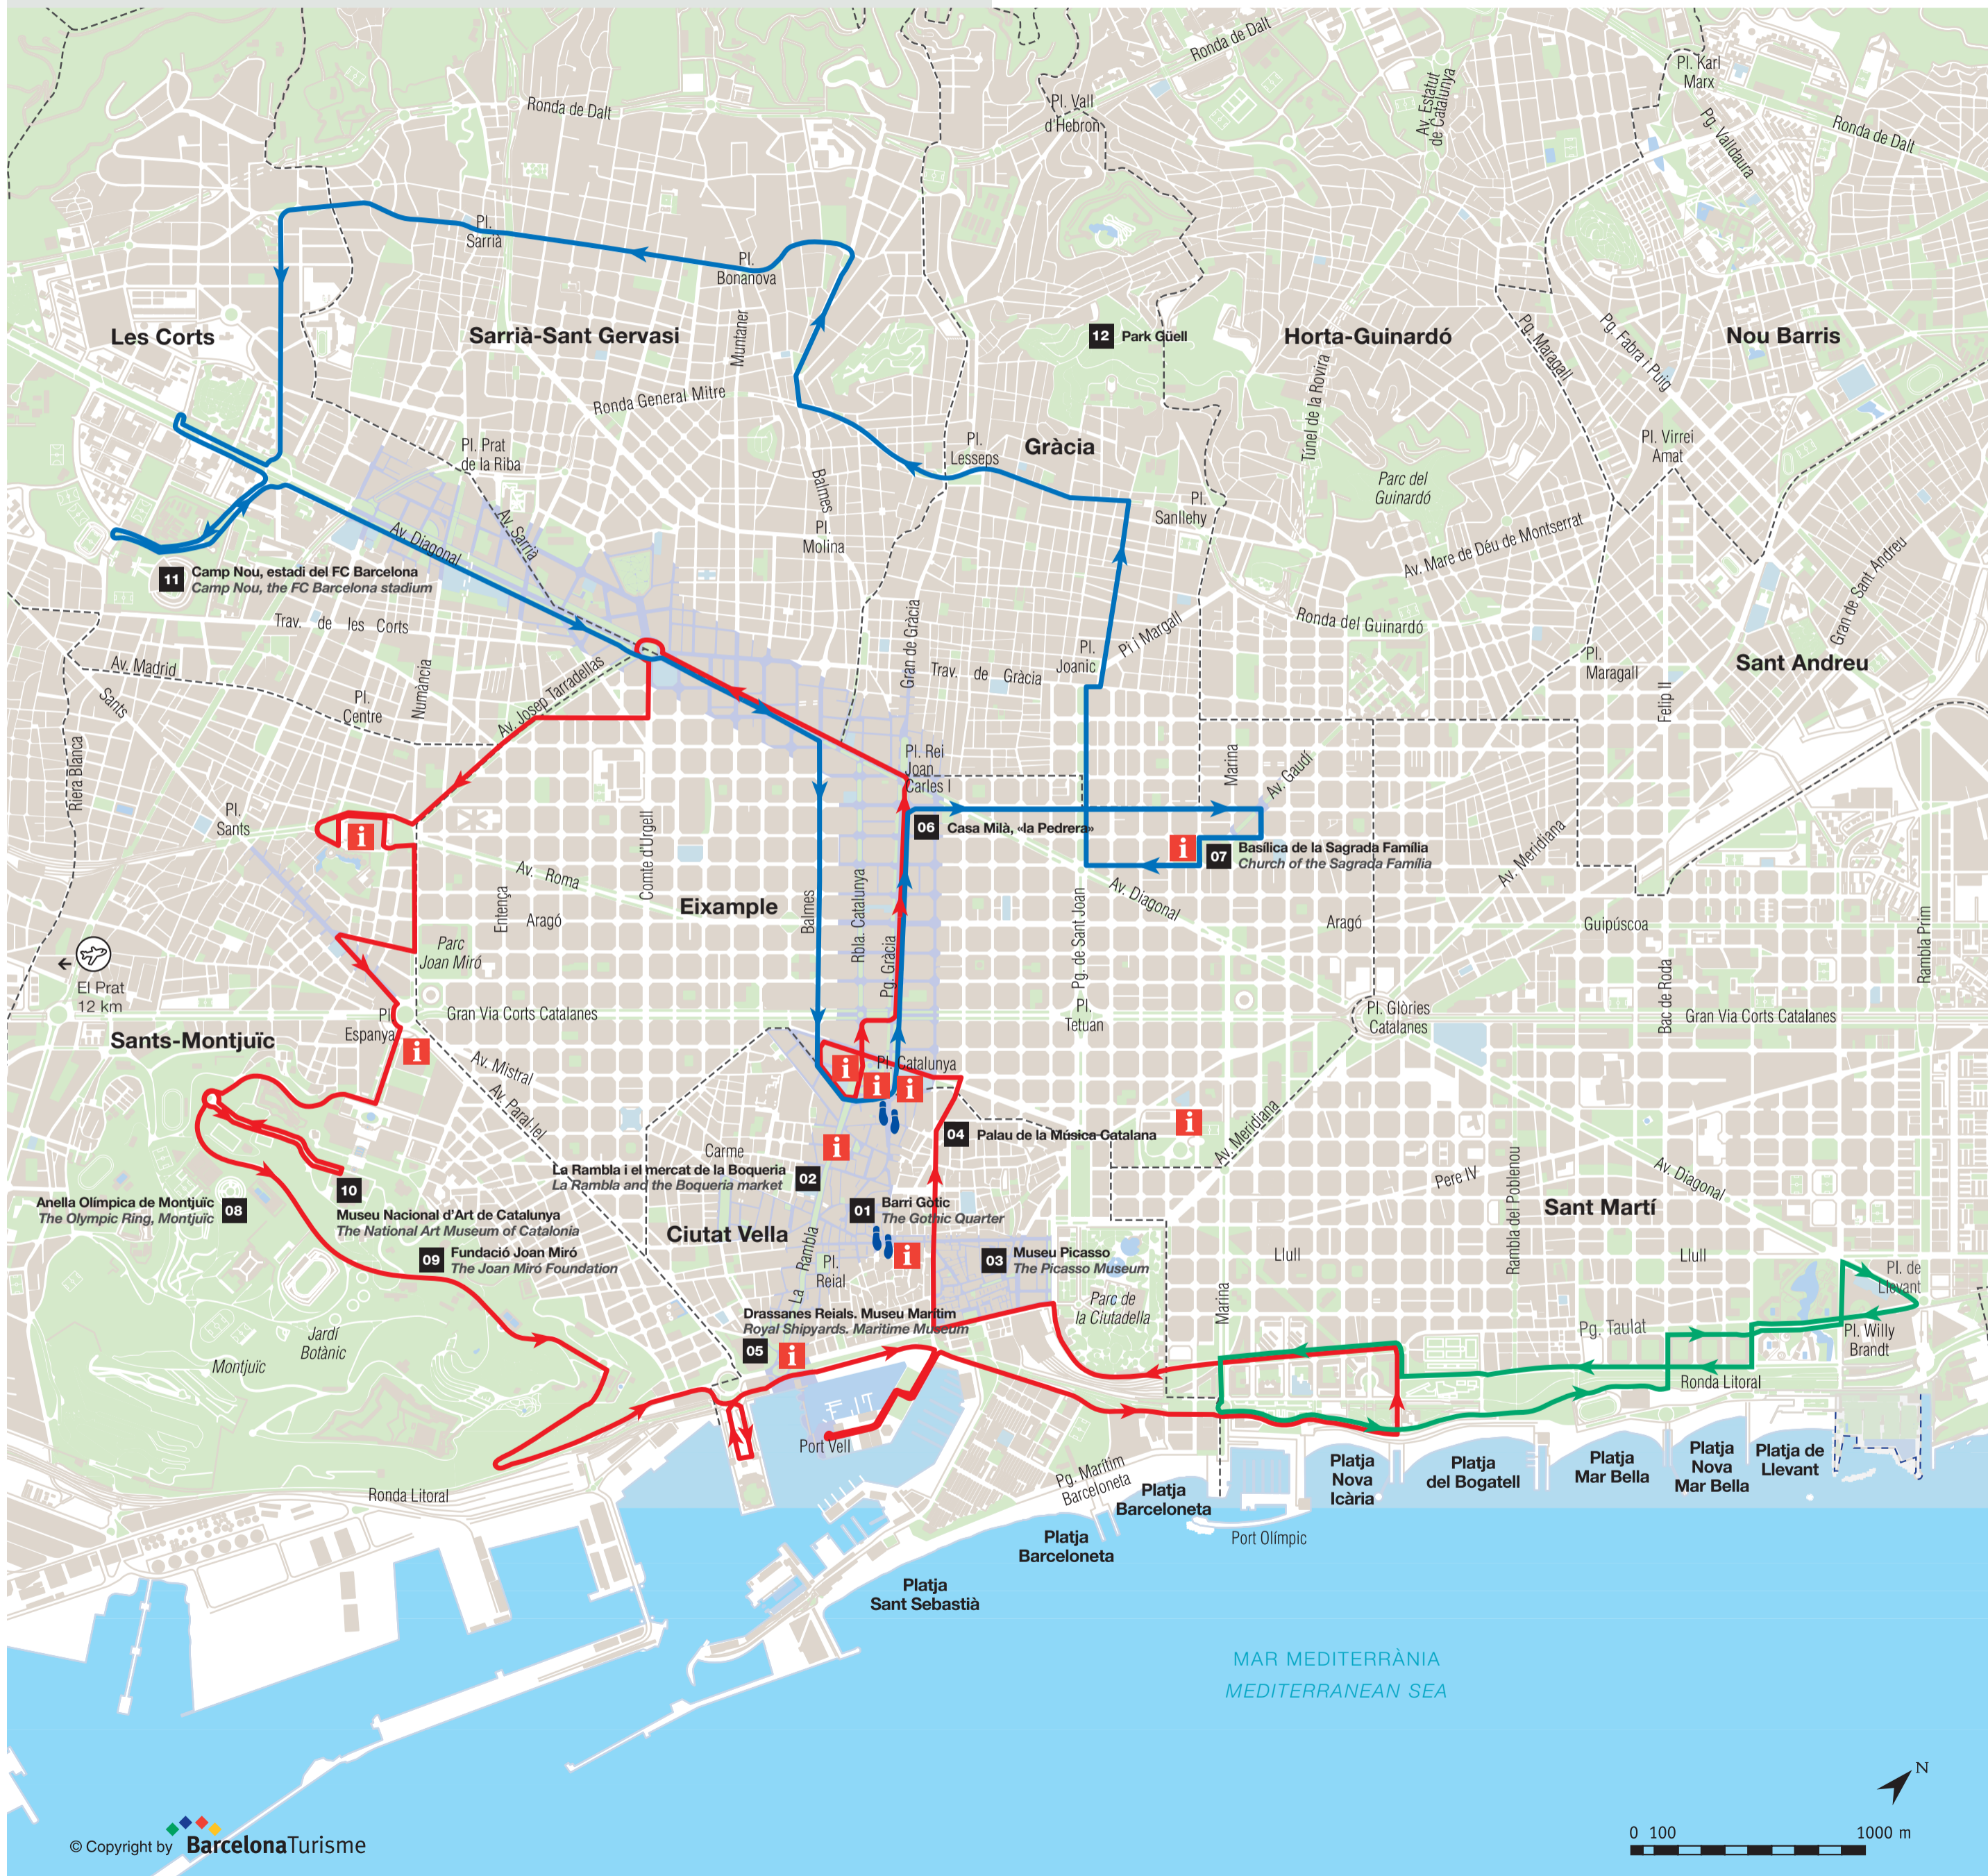 Ronda de Dalt
Pl. Karl
Marx
Ronda de Dalt
Pl. Vall
d'Hebron
Av. Estatut
de Catalunya
Pg. Valldaura
Ronda de Dalt
Pl.
Sarrià
Pl.
Bonanova
Les Corts
Sarrià-Sant Gervasi
Muntaner
12 Park Güell
Horta-Guinardó
Pg. Maragall
Pg. Fabra i Puig
Nou Barris
Ronda General Mitre
Túnel de la Rovira
Pl. Prat
de la Riba
Pl.
Lesseps
Gràcia
Pl. Virrei
Amat
Balmes
Parc del
Guinardó
Pl.
Sanllehy
Av. Sarrià
Av. Diagonal
Pl.
Molina
Av. Mare de Déu de Montserrat
Gran de Sant Andreu
11 Camp Nou, estadi del FC Barcelona
Camp Nou, the FC Barcelona stadium
Trav. de les Corts
Gran de Gràcia
Ronda del Guinardó
Pi i Margall
Pl.
Joanic
Trav. de Gràcia
Pl.
Maragall
Sant Andreu
Av. Madrid
Sants
Numància
Av. Josep Tarradellas
Pl.
Centre
Felip II
Riera Blanca
Pl. Rei
Joan
Carles I
Marina
Av. Gaudí
Pl.
Sants
06 Casa Milà, «la Pedrera»
07 Basílica de la Sagrada Família
Church of the Sagrada Família
Av. Meridiana
Comte d'Urgell
Av. Roma
Entença
Aragó
Eixample
Balmes
Rbla. Catalunya
Pg. Gràcia
Pg. de Sant Joan
Av. Diagonal
Aragó
Guipúscoa
Rambla Prim
Parc
Joan Miró
El Prat
12 km
Bac de Roda
Pl.
Espanya
Gran Via Corts Catalanes
Pl.
Tetuan
Pl. Glòries
Catalanes
Gran Via Corts Catalanes
Sants-Montjuïc
Av. Mistral
Av. Paral·lel
Pl. Catalunya
04 Palau de la Música Catalana
Av. Meridiana
Carme
La Rambla i el mercat de la Boqueria
La Rambla and the Boqueria market
02
Pere IV
Rambla del Poblenou
Av. Diagonal
Anella Olímpica de Montjuïc
The Olympic Ring, Montjuïc
08
10
Museu Nacional d'Art de Catalunya
The National Art Museum of Catalonia
01 Barri Gòtic
The Gothic Quarter
Sant Martí
Ciutat Vella
09 Fundació Joan Miró
The Joan Miró Foundation
La Rambla
Pl.
Reial
03 Museu Picasso
The Picasso Museum
Llull
Llull
Pl. de
Llevant
Parc de
la Ciutadella
Marina
Drassanes Reials. Museu Marítim
Royal Shipyards. Maritime Museum
05
Jardí
Botànic
Montjuïc
Pg. Taulat
Pl. Willy
Brandt
Ronda Litoral
Port Vell
Pg. Marítim
Barceloneta
Platja
Barceloneta
Platja
Nova
Icària
Platja
del Bogatell
Platja
Mar Bella
Platja
Nova
Mar Bella
Platja de
Llevant
Ronda Litoral
Port Olímpic
Platja
Barceloneta
Platja
Sant Sebastià
MAR MEDITERRÀNIA
MEDITERRANEAN SEA
N
© Copyright by BarcelonaTurisme
0 100 1000 m